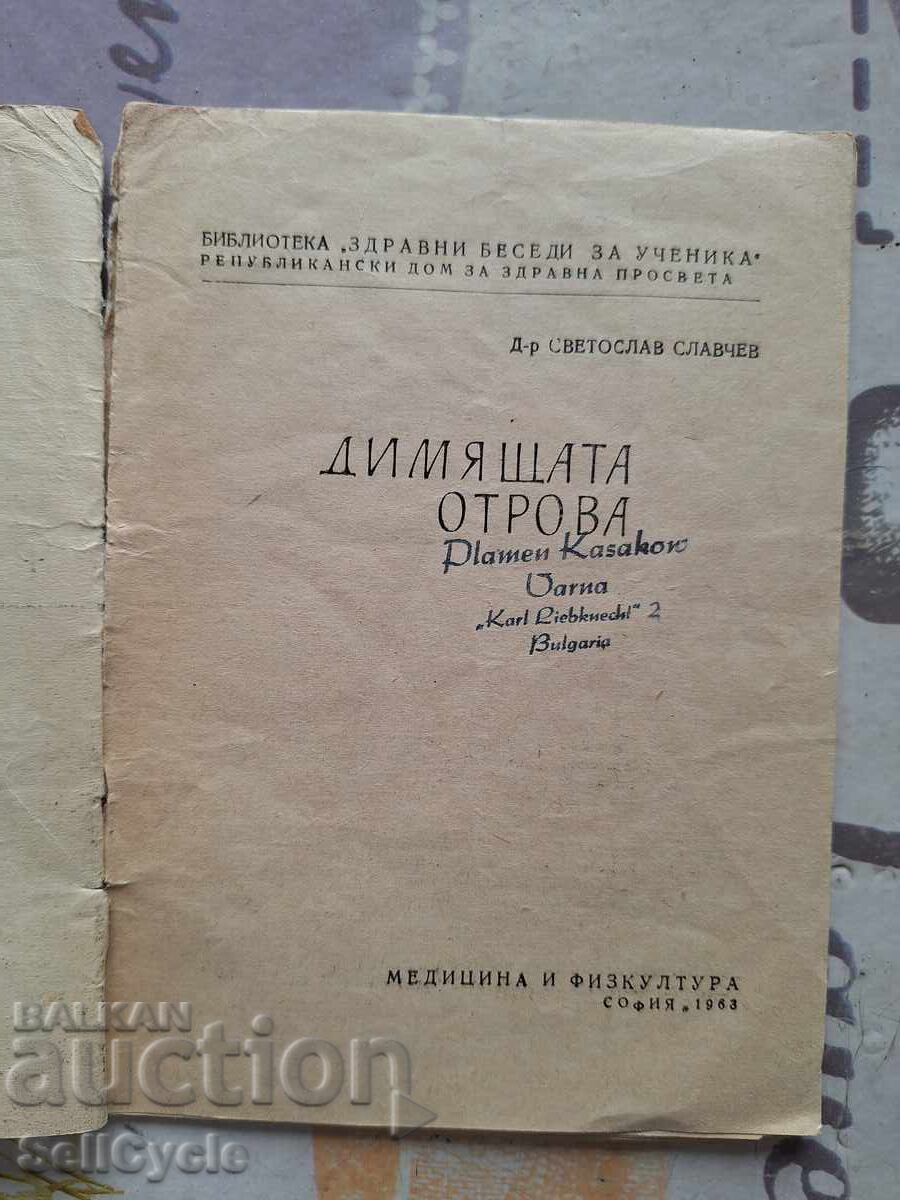 БИБЛИОТЕКА „ЗДРАВНИ БЕСЕДИ ЗА УЧЕНИКА“
РЕПУБЛИКАНСКИ ДОМ ЗА ЗДРАВНА ПРОСВЕТА
Д-р СВЕТОСЛАВ СЛАВЧЕВ
ДИМЯЩАТА
ОТРОВА
Plamen Kasakow
Varna
„Karl Liebknecht" 2
Bulgaria
МЕДИЦИНА И ФИЗКУЛТУРА
СОФИЯ „ 1963
BALKAN
auction
SellCycle